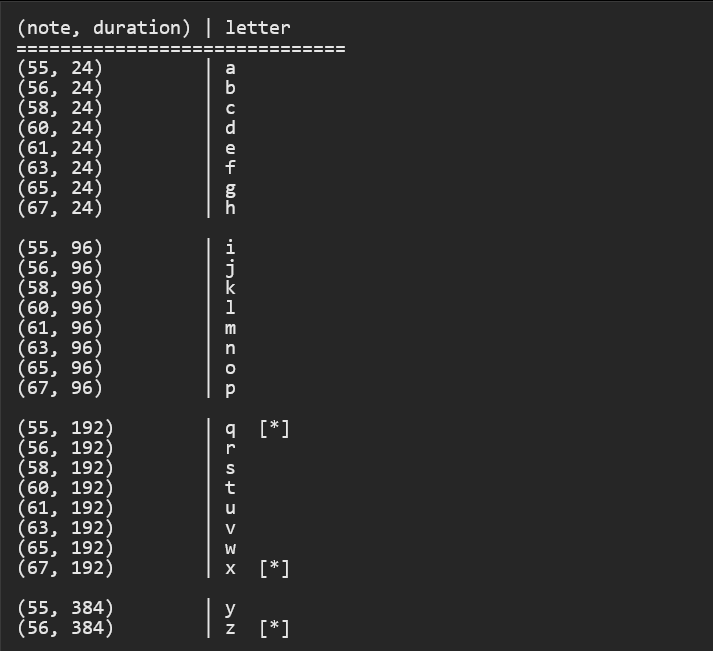 (note, duration) | letter
==============================
(55, 24) | a
(56, 24) | b
(58, 24) | c
(60, 24) | d
(61, 24) | e
(63, 24) | f
(65, 24) | g
(67, 24) | h
(55, 96) | i
(56, 96) | j
(58, 96) | k
(60, 96) | l
(61, 96) | m
(63, 96) | n
(65, 96) | o
(67, 96) | p
(55, 192) | q [*]
(56, 192) | r
(58, 192) | s
(60, 192) | t
(61, 192) | u
(63, 192) | v
(65, 192) | w
(67, 192) | x [*]
(55, 384) | y
(56, 384) | z [*]